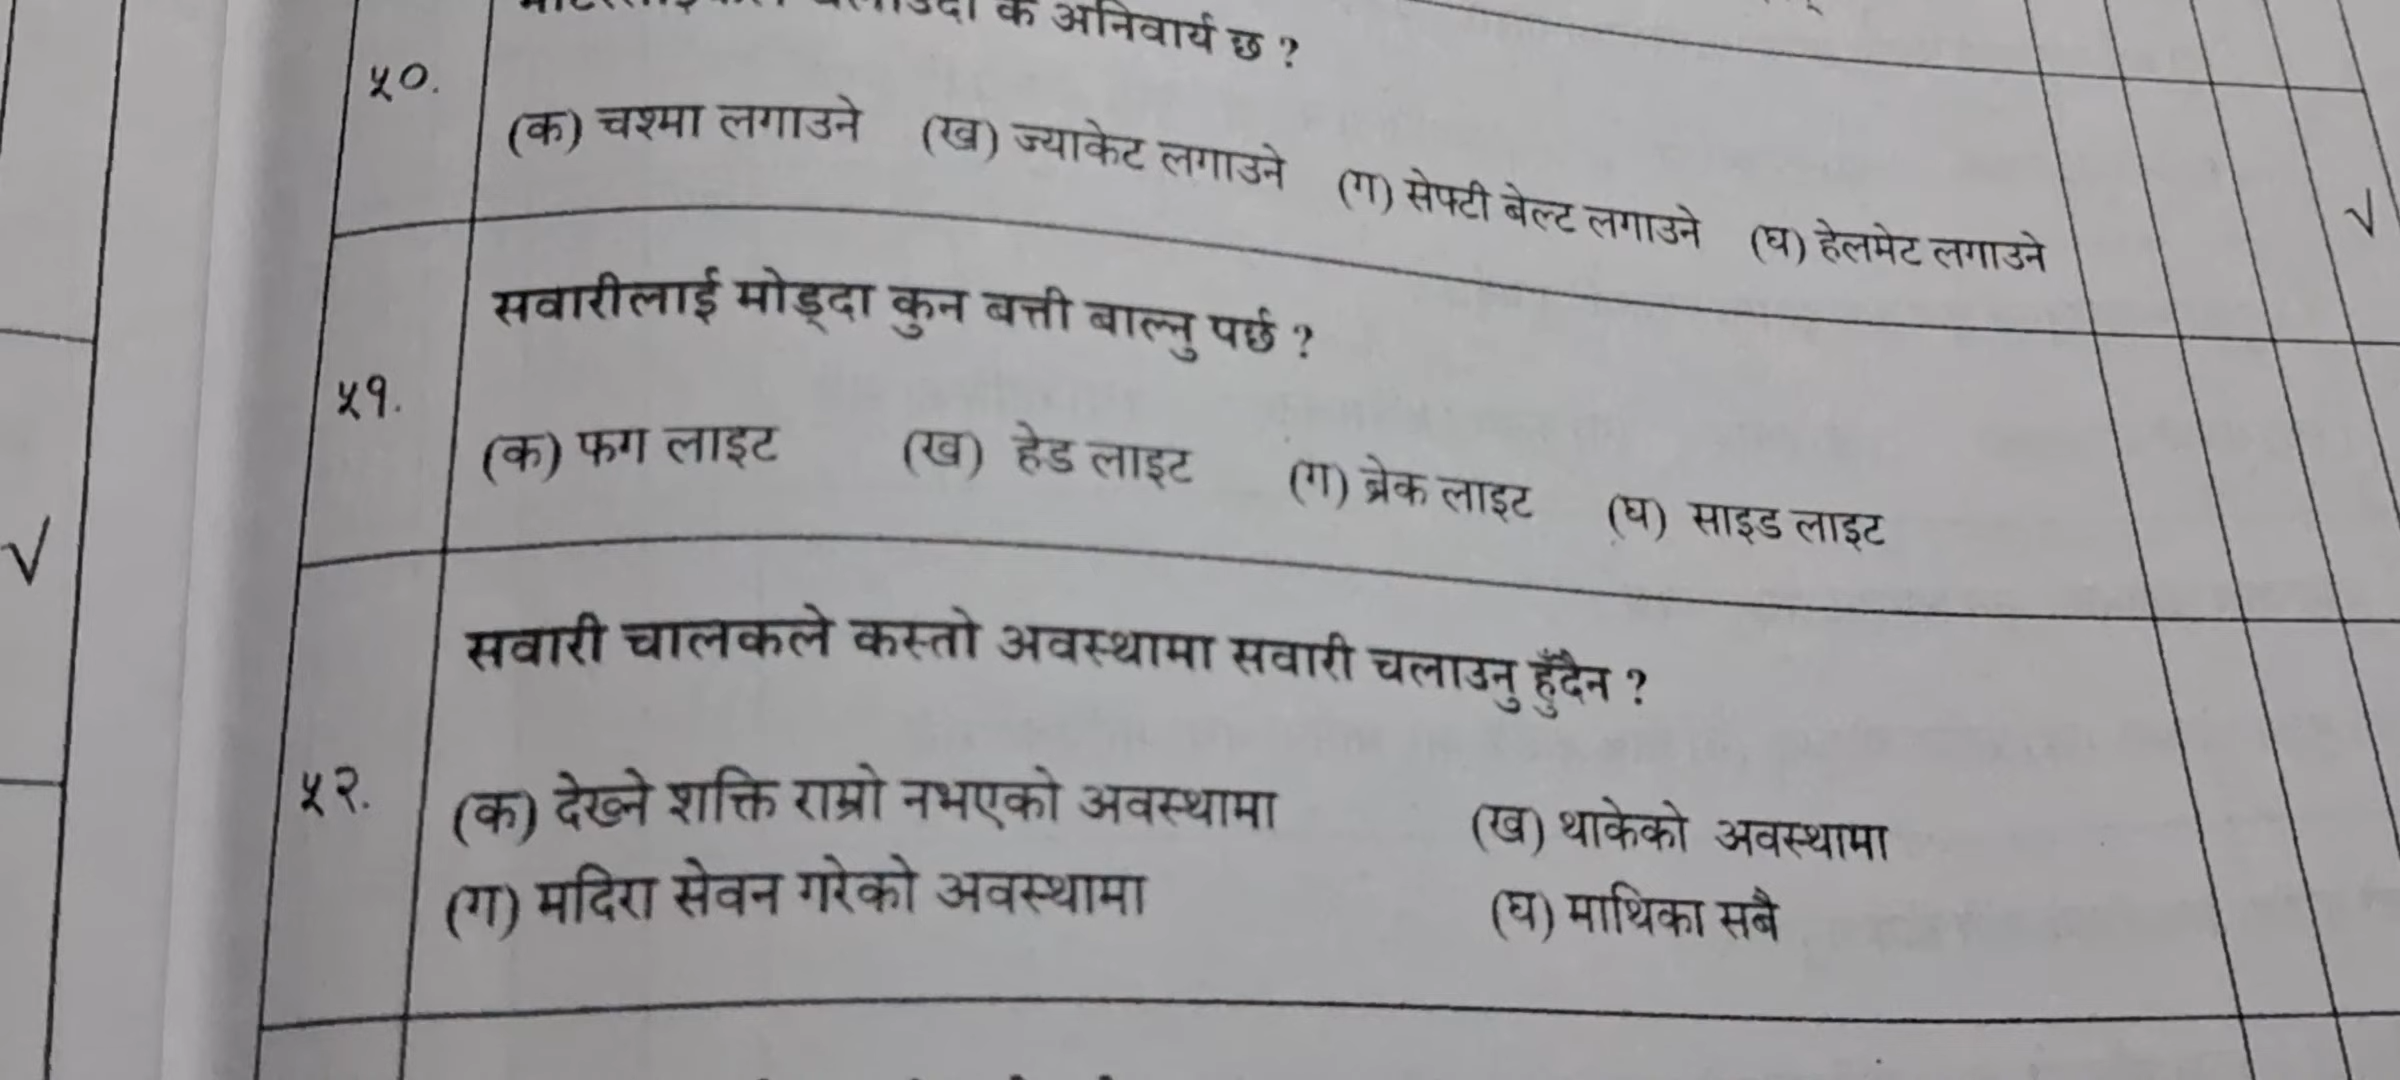 के अनिवार्य छ ?
५०.
(क) चश्मा लगाउने (ख) ज्याकेट लगाउने (ग) सेफ्टी बेल्ट लगाउने (घ) हेलमेट लगाउने
सवारीलाई मोड्दा कुन बत्ती बाल्नु पर्छ ?
५१.
(क) फग लाइट (ख) हेड लाइट (ग) ब्रेक लाइट (घ) साइड लाइट
सवारी चालकले कस्तो अवस्थामा सवारी चलाउनु हुँदैन ?
५२.
(क) देख्ने शक्ति राम्रो नभएको अवस्थामा (ख) थाकेको अवस्थामा
(ग) मदिरा सेवन गरेको अवस्थामा (घ) माथिका सबै